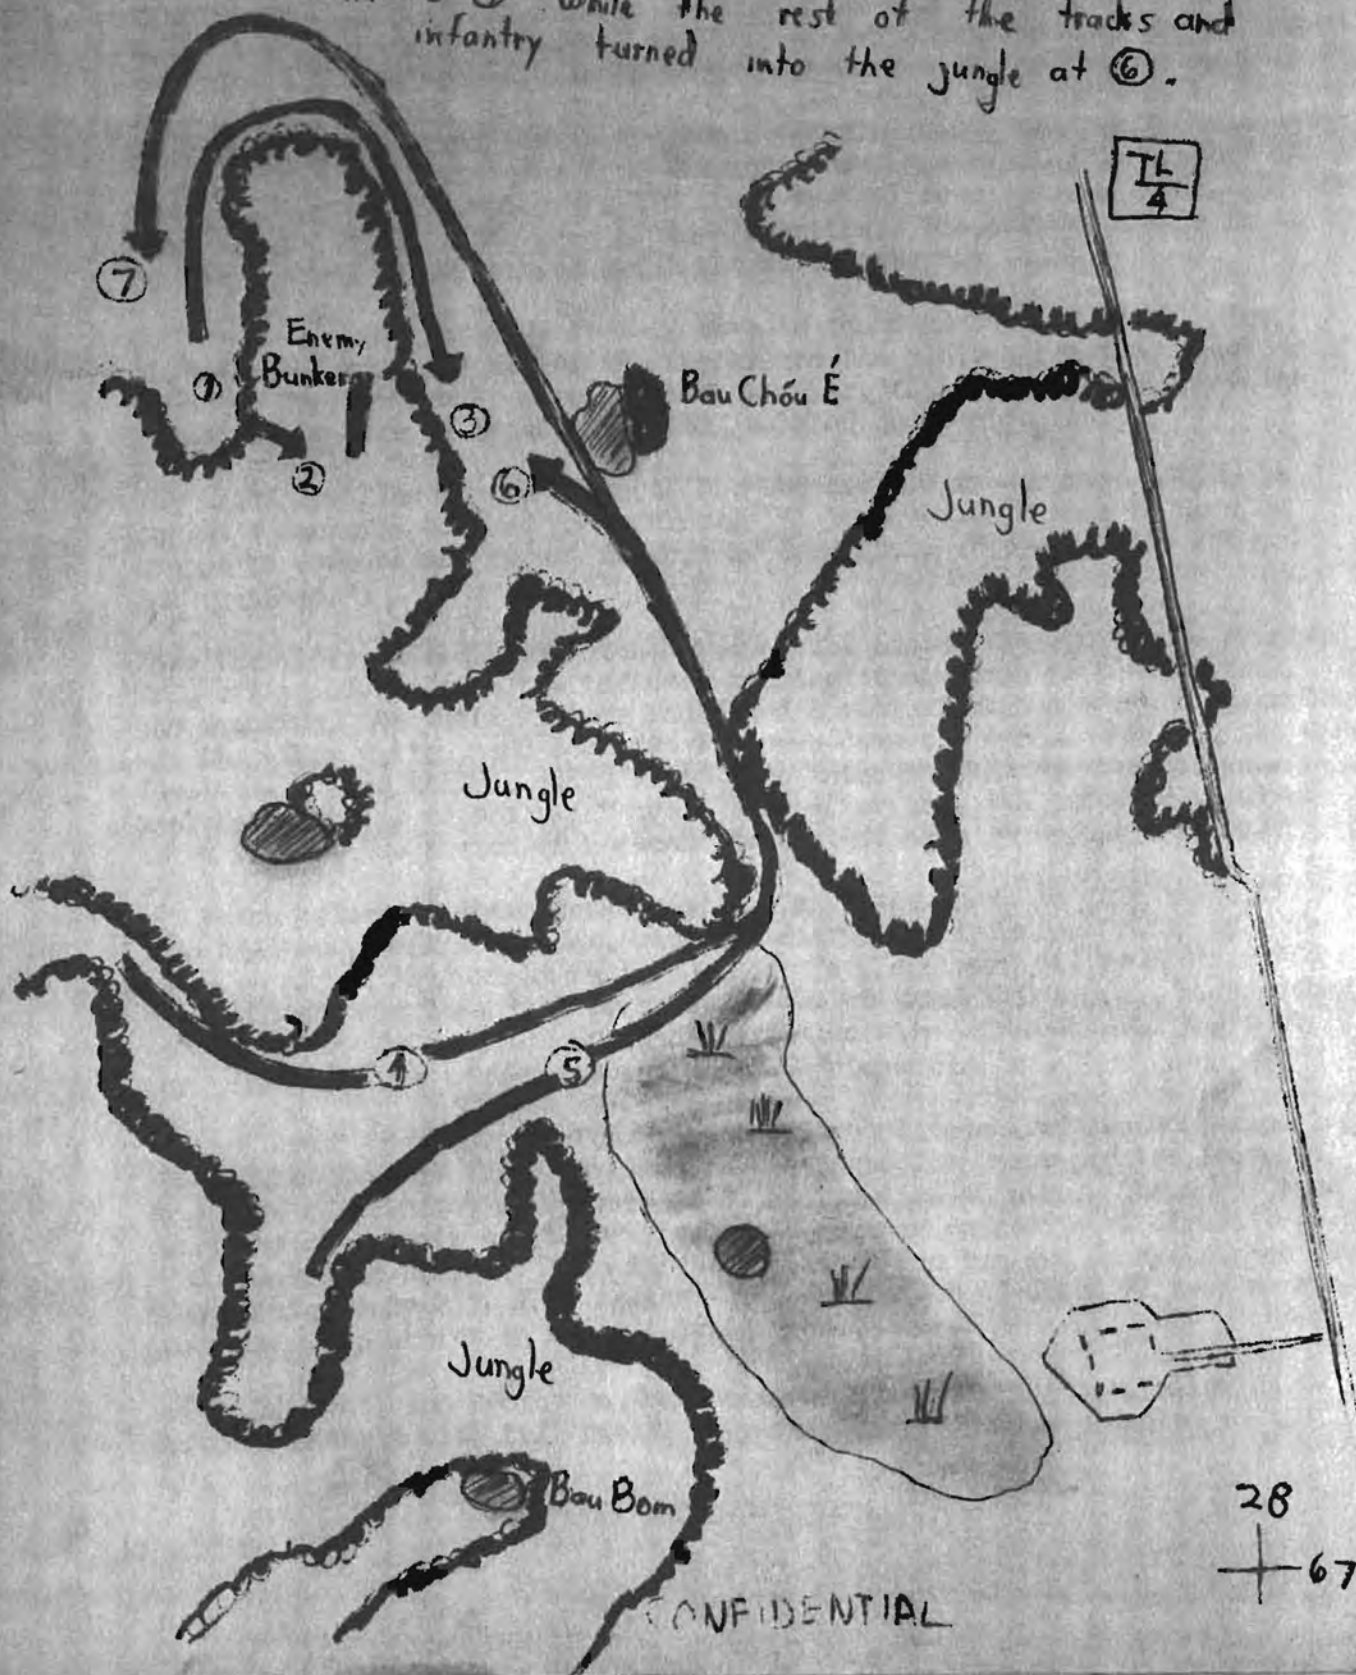 while the rest of the tracks and
infantry turned into the jungle at ⑥.
TL
4
⑦
Enemy
Bunkers
①
②
③
Bau Chóu É
⑥
Jungle
Jungle
④
⑤
Jungle
Bau Bom
28
67
CONFIDENTIAL